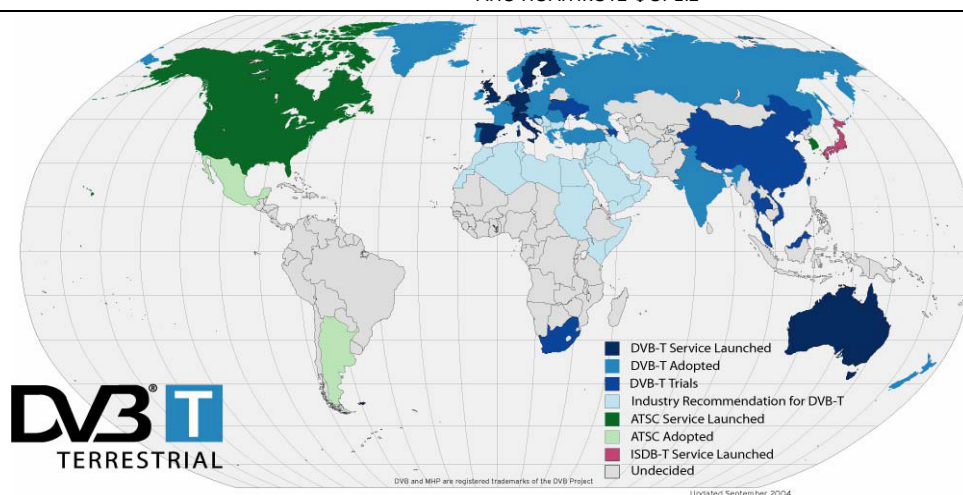 DVB-T Service Launched
DVB-T Adopted
DVB-T Trials
Industry Recommendation for DVB-T
ATSC Service Launched
ATSC Adopted
ISDB-T Service Launched
Undecided
DVB® T
TERRESTRIAL
DVB and MHP are registered trademarks of the DVB Project
Updated September 2004